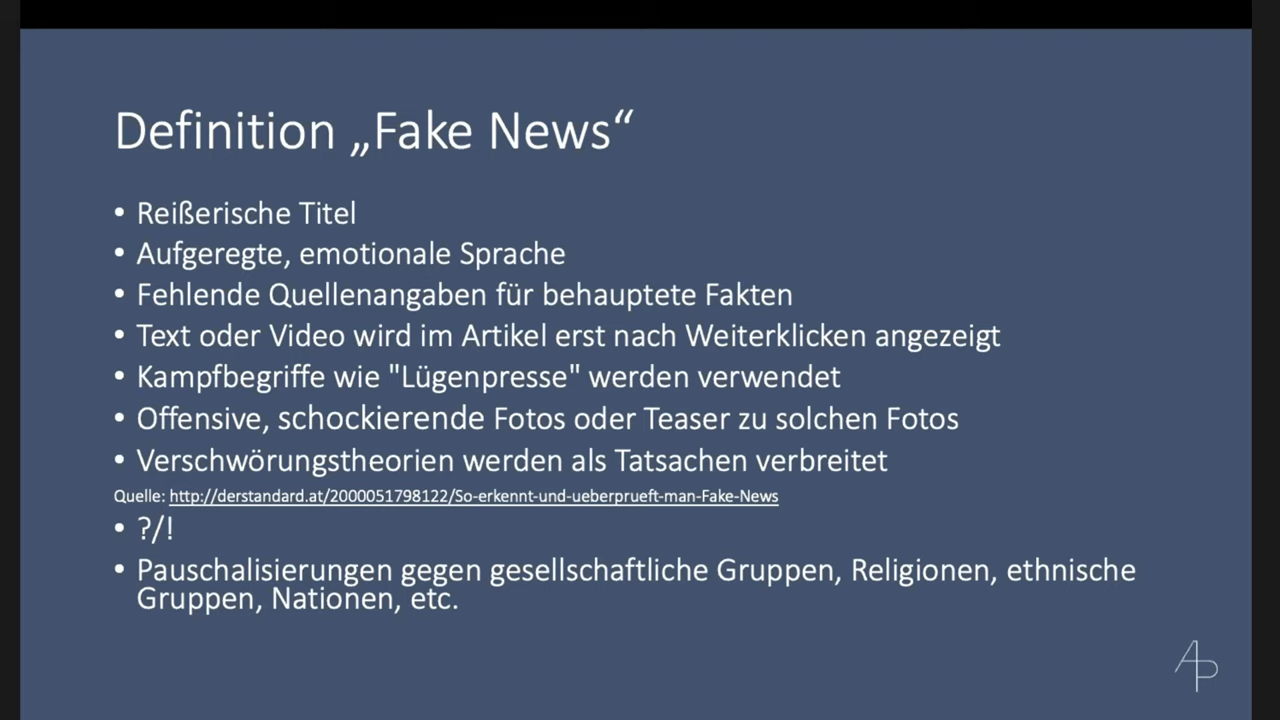 Definition „Fake News“
• Reißerische Titel
• Aufgeregte, emotionale Sprache
• Fehlende Quellenangaben für behauptete Fakten
• Text oder Video wird im Artikel erst nach Weiterklicken angezeigt
• Kampfbegriffe wie "Lügenpresse" werden verwendet
• Offensive, schockierende Fotos oder Teaser zu solchen Fotos
• Verschwörungstheorien werden als Tatsachen verbreitet
Quelle: http://derstandard.at/2000051798122/So-erkennt-und-ueberprueft-man-Fake-News
• ?/!
• Pauschalisierungen gegen gesellschaftliche Gruppen, Religionen, ethnische
Gruppen, Nationen, etc.
AP